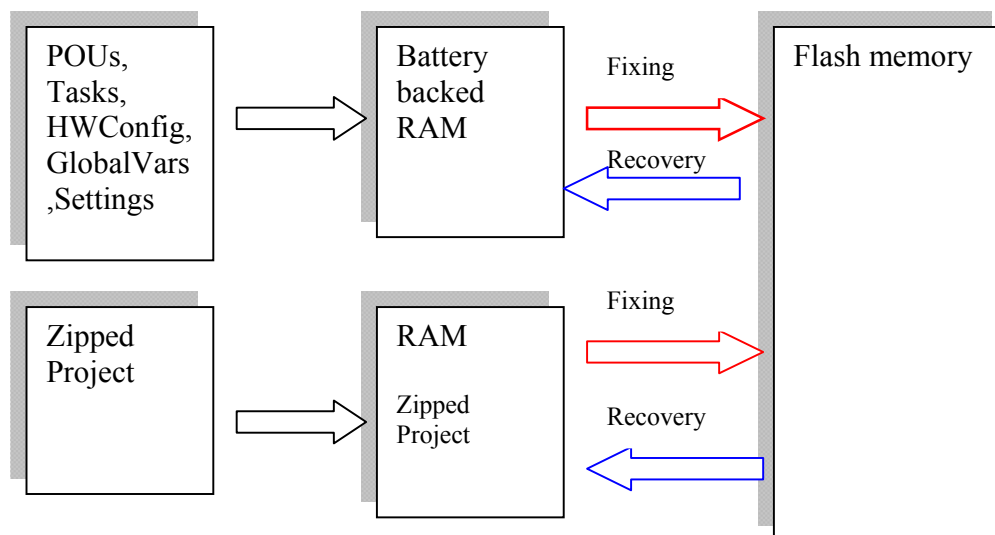 POUs,
Tasks,
HWConfig,
GlobalVars
,Settings
Battery
backed
RAM
Fixing
Recovery
Flash memory
Zipped
Project
RAM
Zipped
Project
Fixing
Recovery